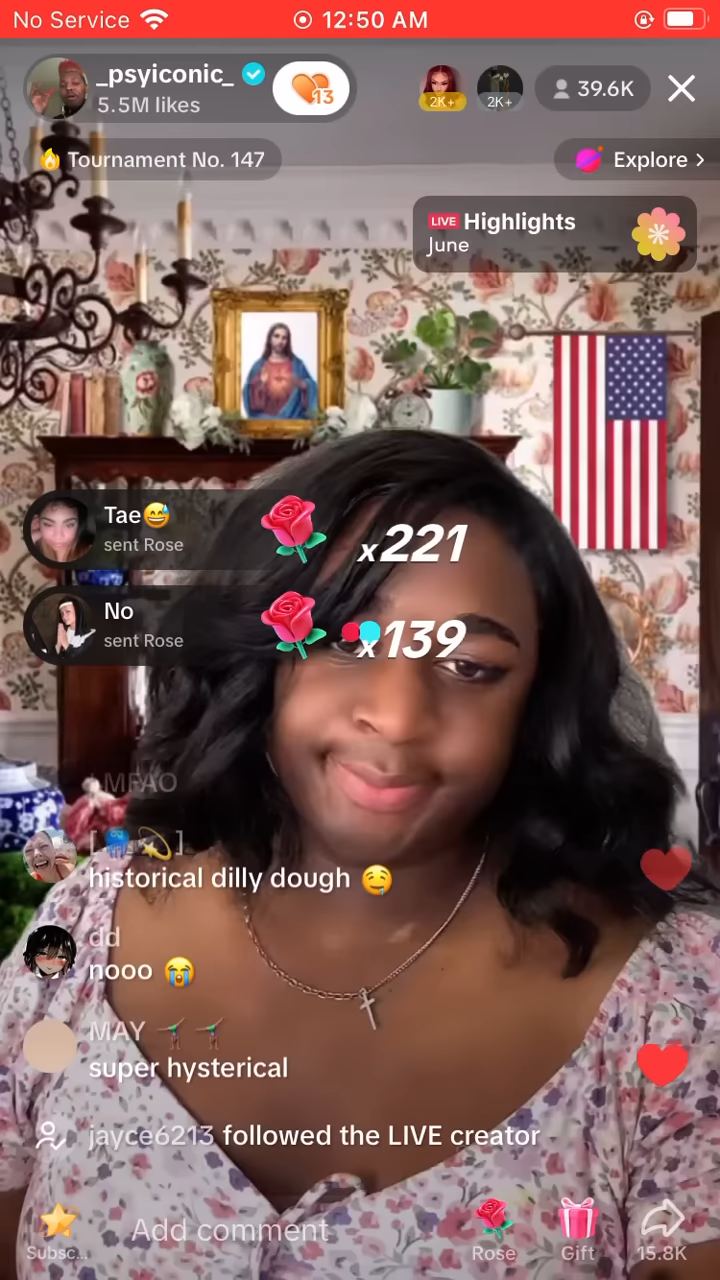 No Service 12:50 AM
_psyiconic_
5.5M likes
13
2K+
2K+
39.6K
Tournament No. 147
Explore >
LIVE Highlights
June
Tae😅
sent Rose
x221
No
sent Rose
x139
LMFAO
[🪼💫]
historical dilly dough 🤤
dd
nooo 😭
MAY
super hysterical
jayce6213 followed the LIVE creator
Subsc...
Add comment
Rose
Gift
15.8K